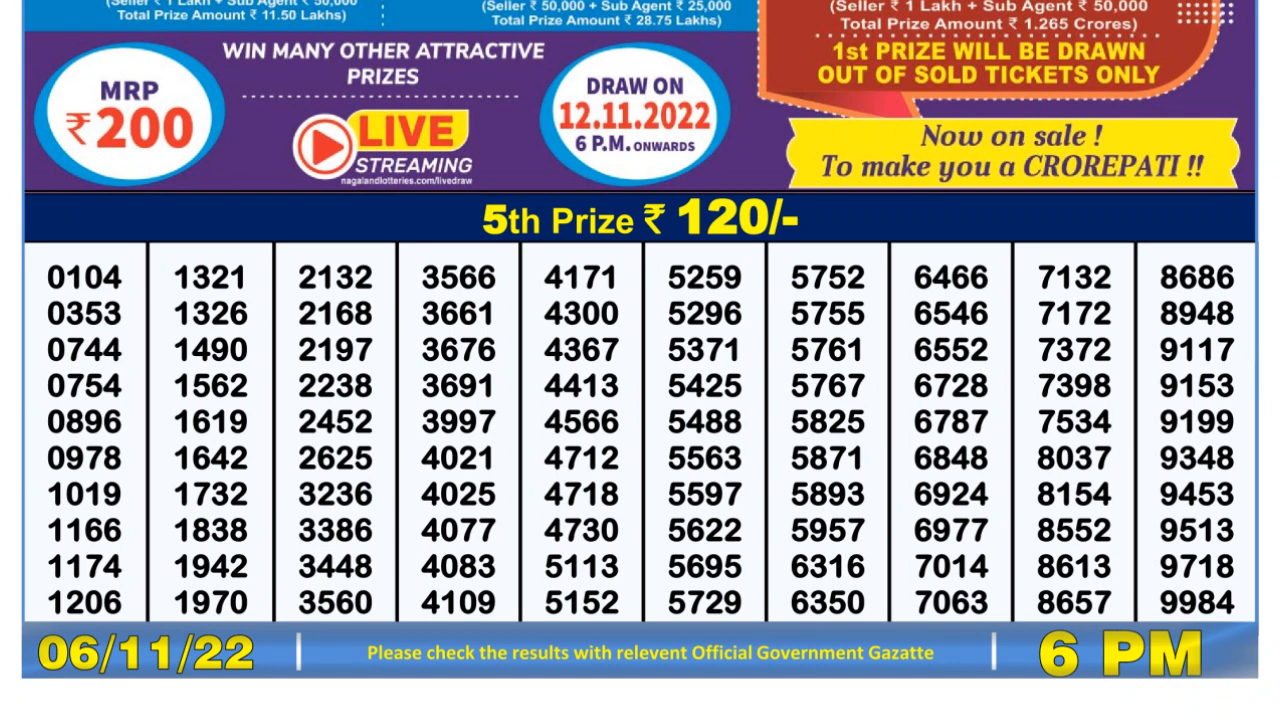 (Seller ₹ 1 Lakh + Sub Agent ₹ 50,000
Total Prize Amount ₹ 11.50 Lakhs)
(Seller ₹ 50,000 + Sub Agent ₹ 25,000
Total Prize Amount ₹ 28.75 Lakhs)
(Seller ₹ 1 Lakh + Sub Agent ₹ 50,000
Total Prize Amount ₹ 1.265 Crores)
1st PRIZE WILL BE DRAWN
OUT OF SOLD TICKETS ONLY
WIN MANY OTHER ATTRACTIVE
PRIZES
MRP
₹200
LIVE
STREAMING
nagalandlotteries.com/livedraw
DRAW ON
12.11.2022
6 P.M. ONWARDS
Now on sale !
To make you a CROREPATI !!
5th Prize ₹ 120/-
0104 1321 2132 3566 4171 5259 5752 6466 7132 8686
0353 1326 2168 3661 4300 5296 5755 6546 7172 8948
0744 1490 2197 3676 4367 5371 5761 6552 7372 9117
0754 1562 2238 3691 4413 5425 5767 6728 7398 9153
0896 1619 2452 3997 4566 5488 5825 6787 7534 9199
0978 1642 2625 4021 4712 5563 5871 6848 8037 9348
1019 1732 3236 4025 4718 5597 5893 6924 8154 9453
1166 1838 3386 4077 4730 5622 5957 6977 8552 9513
1174 1942 3448 4083 5113 5695 6316 7014 8613 9718
1206 1970 3560 4109 5152 5729 6350 7063 8657 9984
06/11/22 | Please check the results with relevent Official Government Gazatte | 6 PM